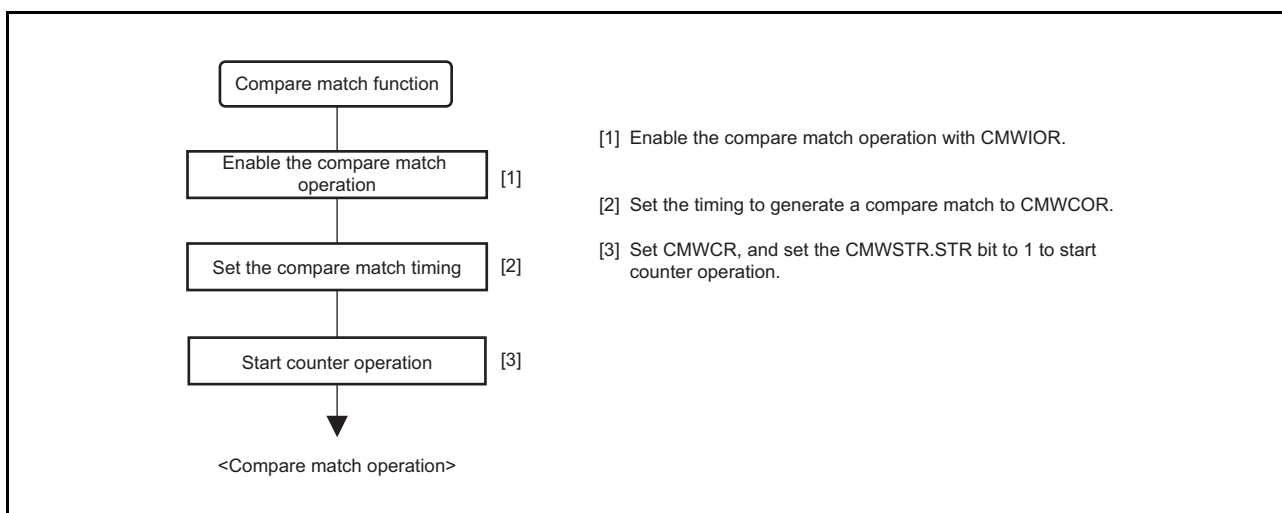 Compare match function
Enable the compare match
operation
[1]
Set the compare match timing
[2]
Start counter operation
[3]
<Compare match operation>
[1] Enable the compare match operation with CMWIOR.
[2] Set the timing to generate a compare match to CMWCOR.
[3] Set CMWCR, and set the CMWSTR.STR bit to 1 to start
counter operation.